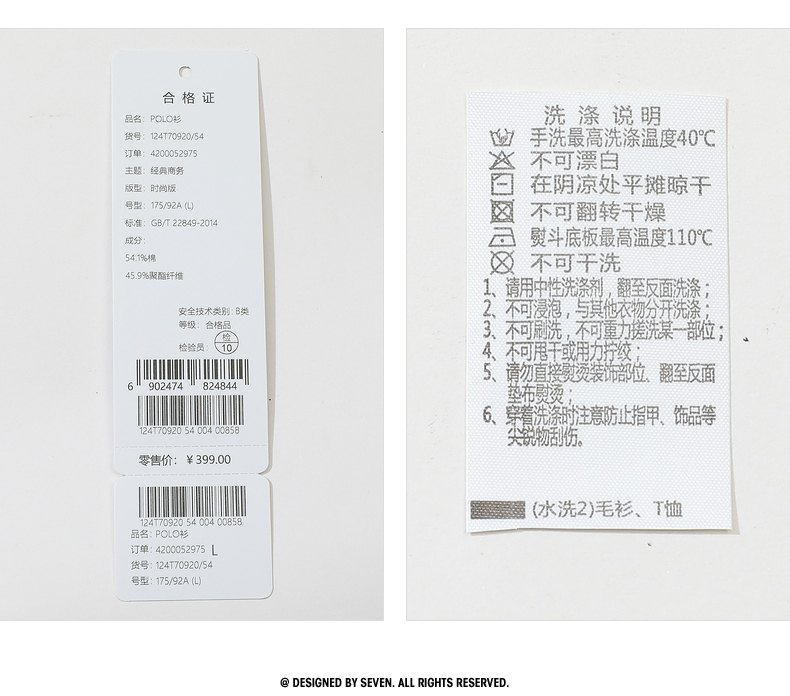 合格证
品名: POLO衫
货号: 124T70920/54
订单: 4200052975
主题: 经典商务
版型: 时尚版
号型: 175/92A (L)
标准: GB/T 22849-2014
成分:
54.1%棉
45.9%聚酯纤维
安全技术类别: B类
等级: 合格品
检验员: 检 10
6 902474 824844
124T70920 54 004 00858
零售价: ¥399.00
124T70920 54 004 00858
品名: POLO衫
订单: 4200052975 L
货号: 124T70920/54
号型: 175/92A (L)
洗涤说明
手洗最高洗涤温度40℃
不可漂白
在阴凉处平摊晾干
不可翻转干燥
熨斗底板最高温度110℃
不可干洗
1、请用中性洗涤剂，翻至反面洗涤；
2、不可浸泡，与其他衣物分开洗涤；
3、不可刷洗，不可重力搓洗某一部位；
4、不可甩干或用力拧绞；
5、请勿直接熨烫装饰部位、翻至反面
垫布熨烫；
6、穿着洗涤时注意防止指甲、饰品等
尖锐物刮伤。
(水洗2)毛衫、T恤
@ DESIGNED BY SEVEN. ALL RIGHTS RESERVED.